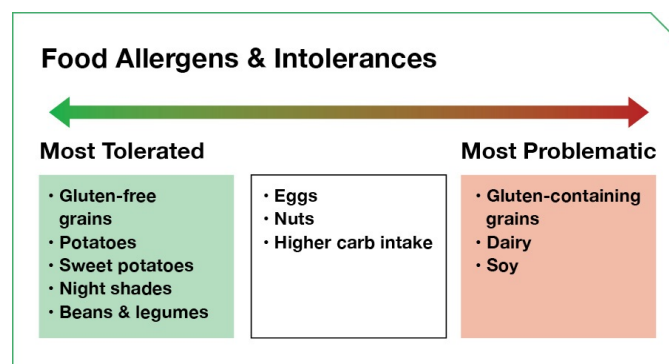 Food Allergens & Intolerances
Most Tolerated
Most Problematic
· Gluten-free
grains
· Potatoes
· Sweet potatoes
· Night shades
· Beans & legumes
· Eggs
· Nuts
· Higher carb intake
· Gluten-containing
grains
· Dairy
· Soy